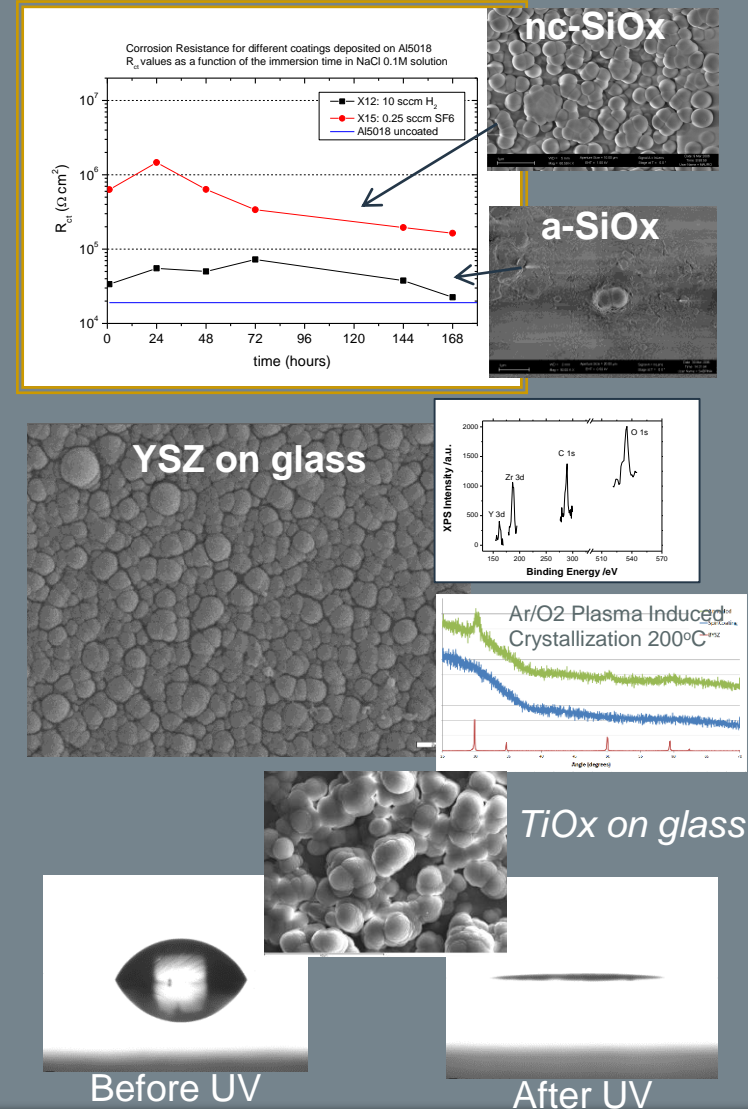 nc-SiOx
Corrosion Resistance for different coatings deposited on Al5018
Rct values as a function of the immersion time in NaCl 0.1M solution
10^7
10^6
10^5
10^4
Rct (Ω cm²)
X12: 10 sccm H2
X15: 0.25 sccm SF6
Al5018 uncoated
0 24 48 72 96 120 144 168
time (hours)
a-SiOx
YSZ on glass
2000
1500
1000
500
0
XPS Intensity /a.u.
Y 3d
Zr 3d
C 1s
O 1s
150 200 250 300 510 540 570
Binding Energy /eV
Ar/O2 Plasma Induced
Crystallization 200°C
Angle (degrees)
TiOx on glass
Before UV
After UV